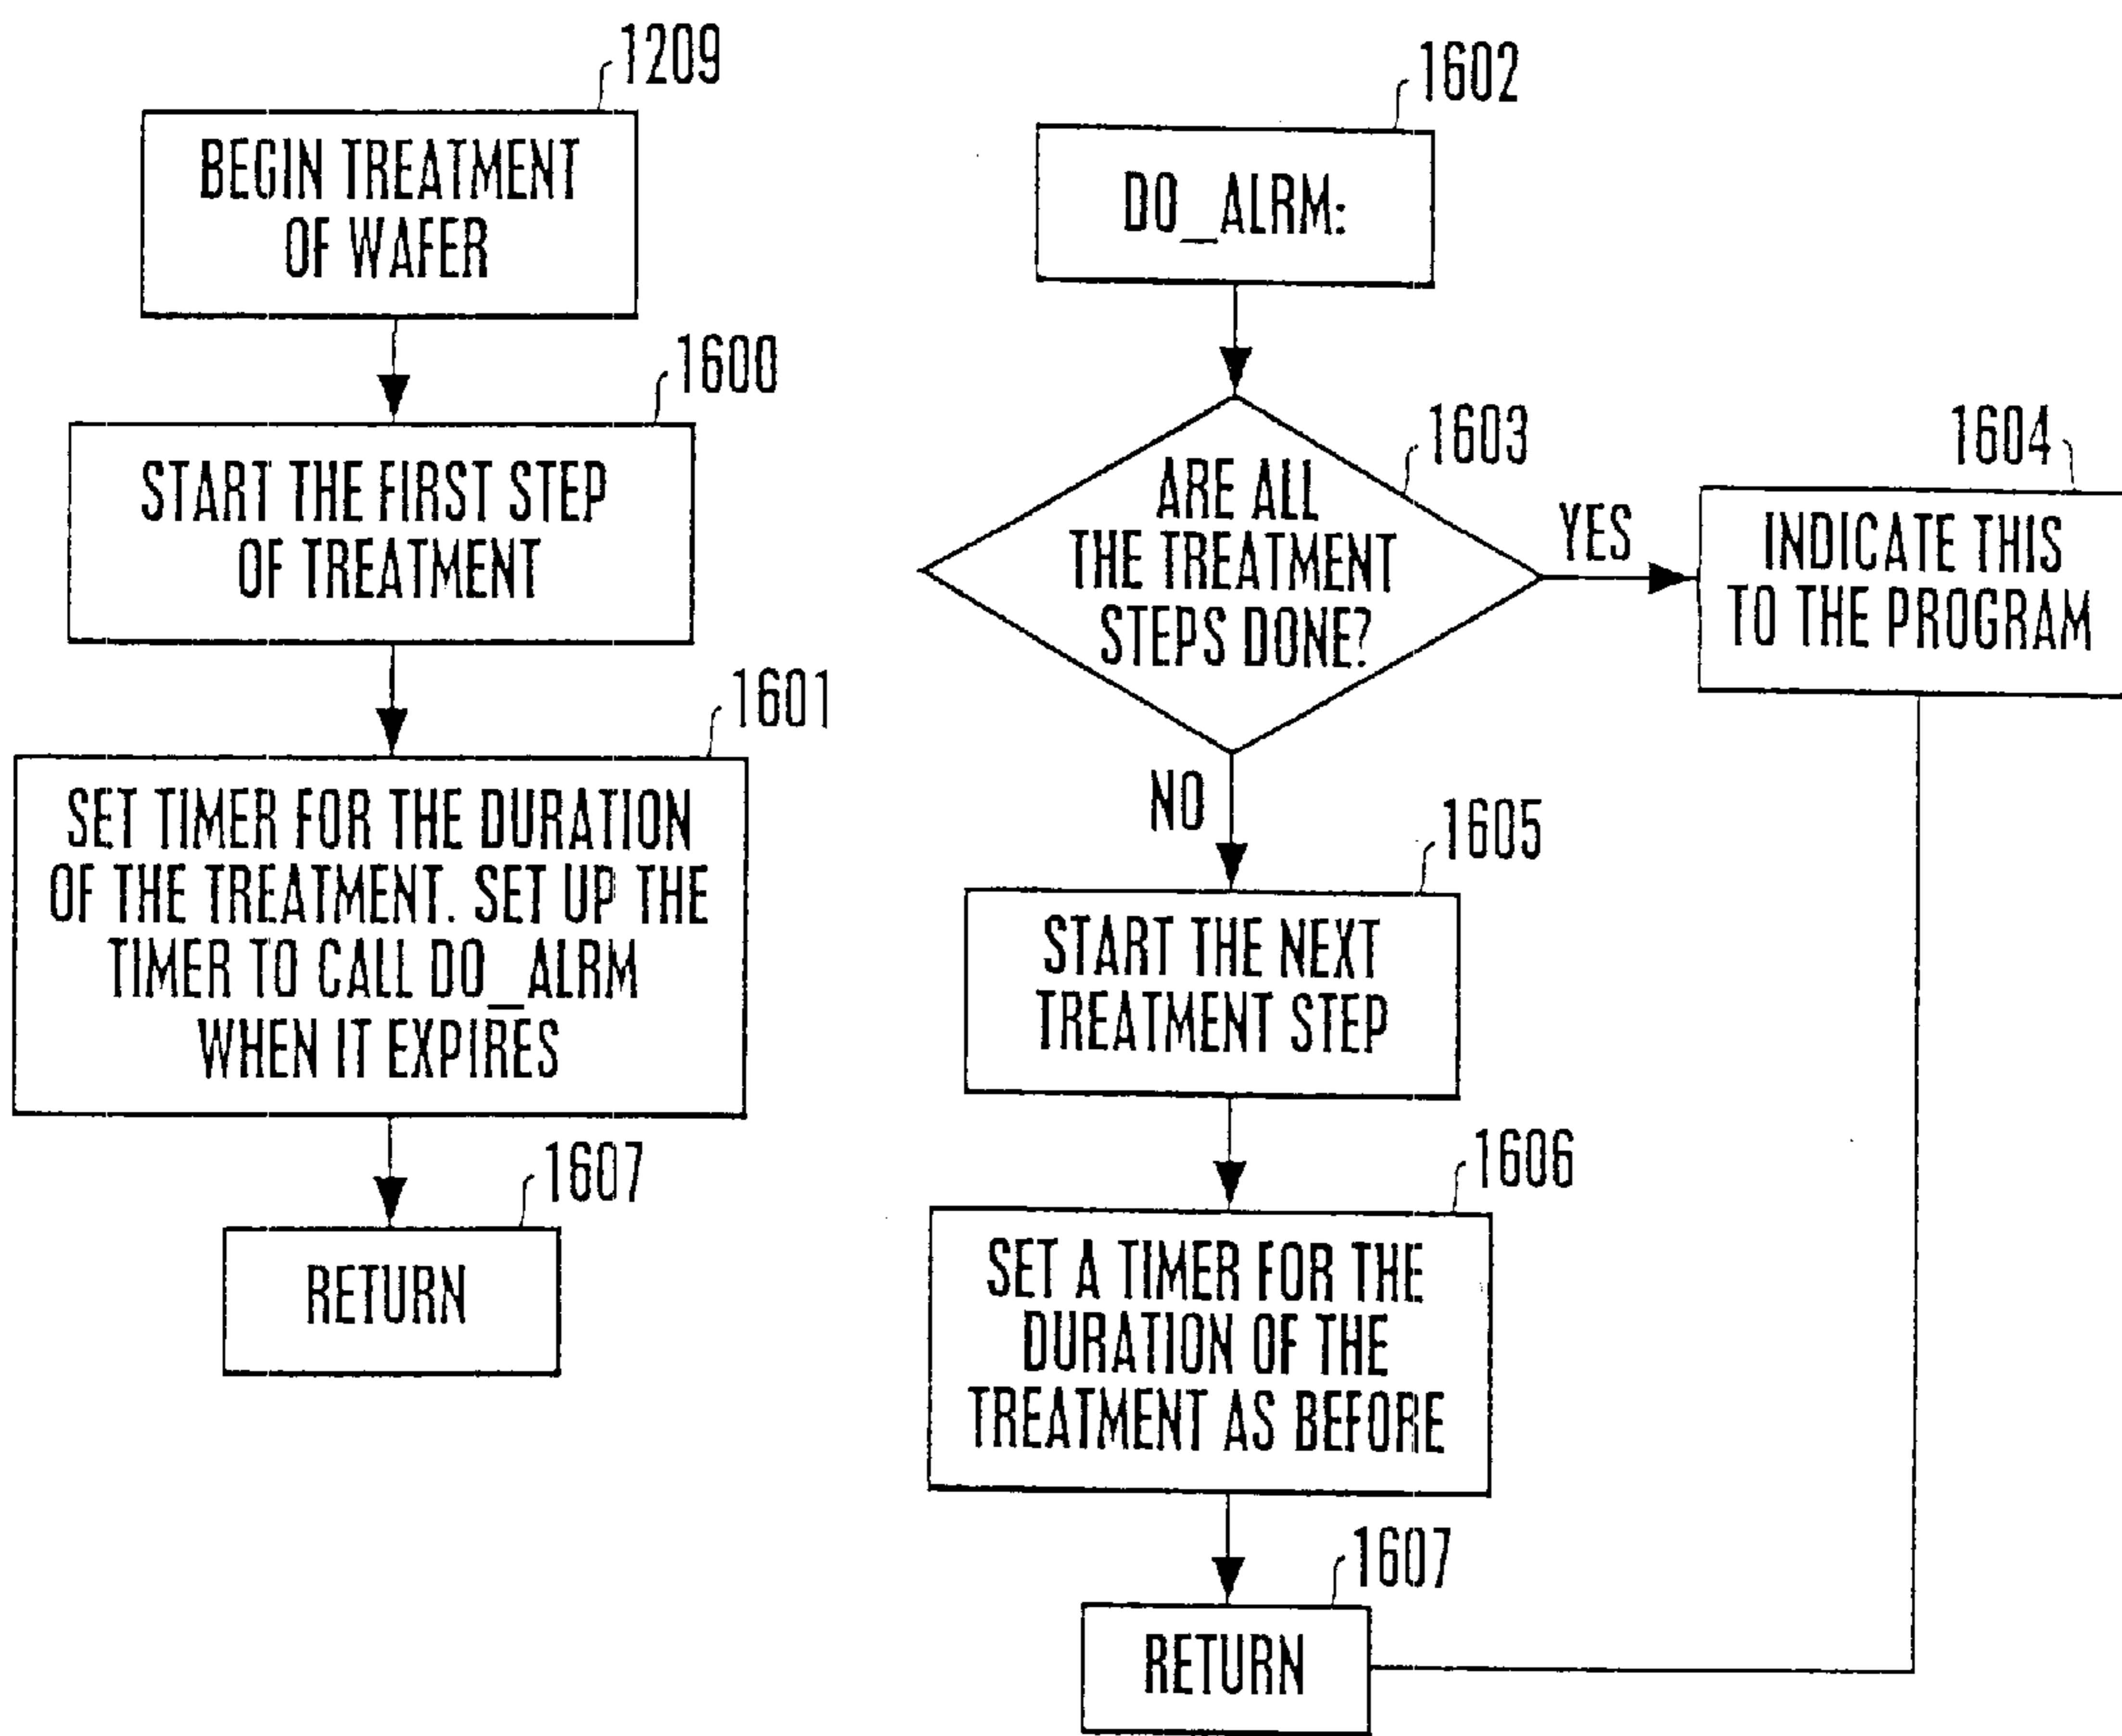 1209
BEGIN TREATMENT
OF WAFER
1600
START THE FIRST STEP
OF TREATMENT
1601
SET TIMER FOR THE DURATION
OF THE TREATMENT. SET UP THE
TIMER TO CALL DO_ALRM
WHEN IT EXPIRES
1607
RETURN
1602
DO_ALRM:
1603
ARE ALL
THE TREATMENT
STEPS DONE?
YES
1604
INDICATE THIS
TO THE PROGRAM
NO
1605
START THE NEXT
TREATMENT STEP
1606
SET A TIMER FOR THE
DURATION OF THE
TREATMENT AS BEFORE
1607
RETURN